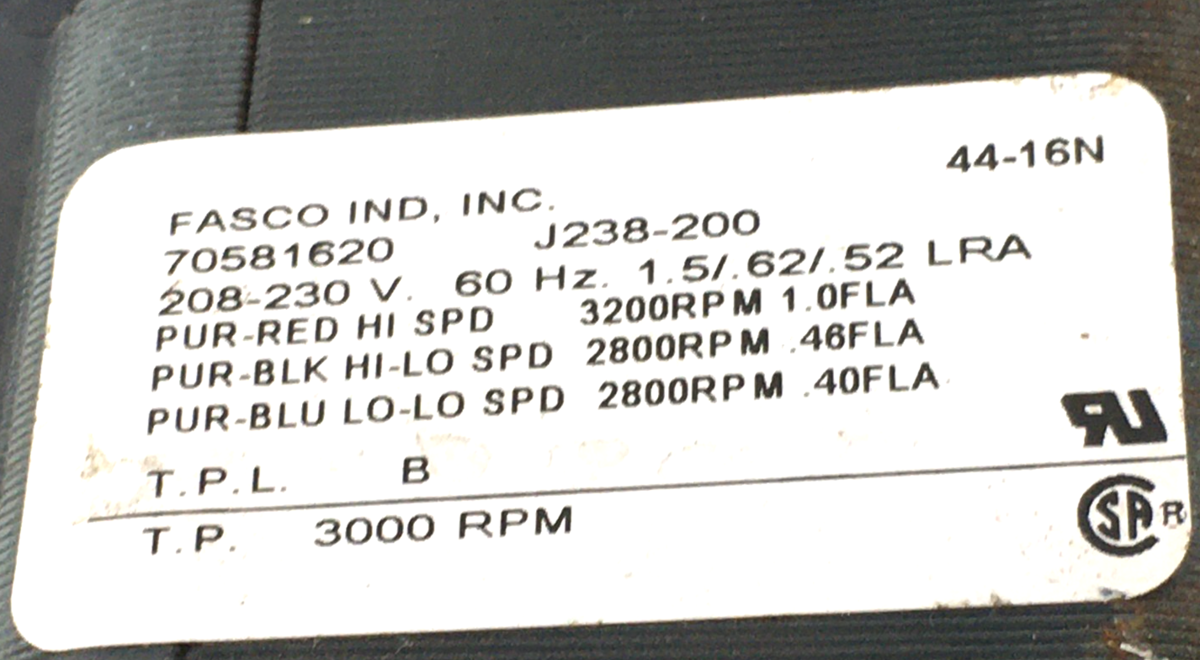 44-16N
FASCO IND, INC.
70581620 J238-200
208-230 V. 60 Hz. 1.5/.62/.52 LRA
PUR-RED HI SPD 3200RPM 1.0FLA
PUR-BLK HI-LO SPD 2800RPM .46FLA
PUR-BLU LO-LO SPD 2800RPM .40FLA
T.P.L. B
T.P. 3000 RPM
RU
SA R